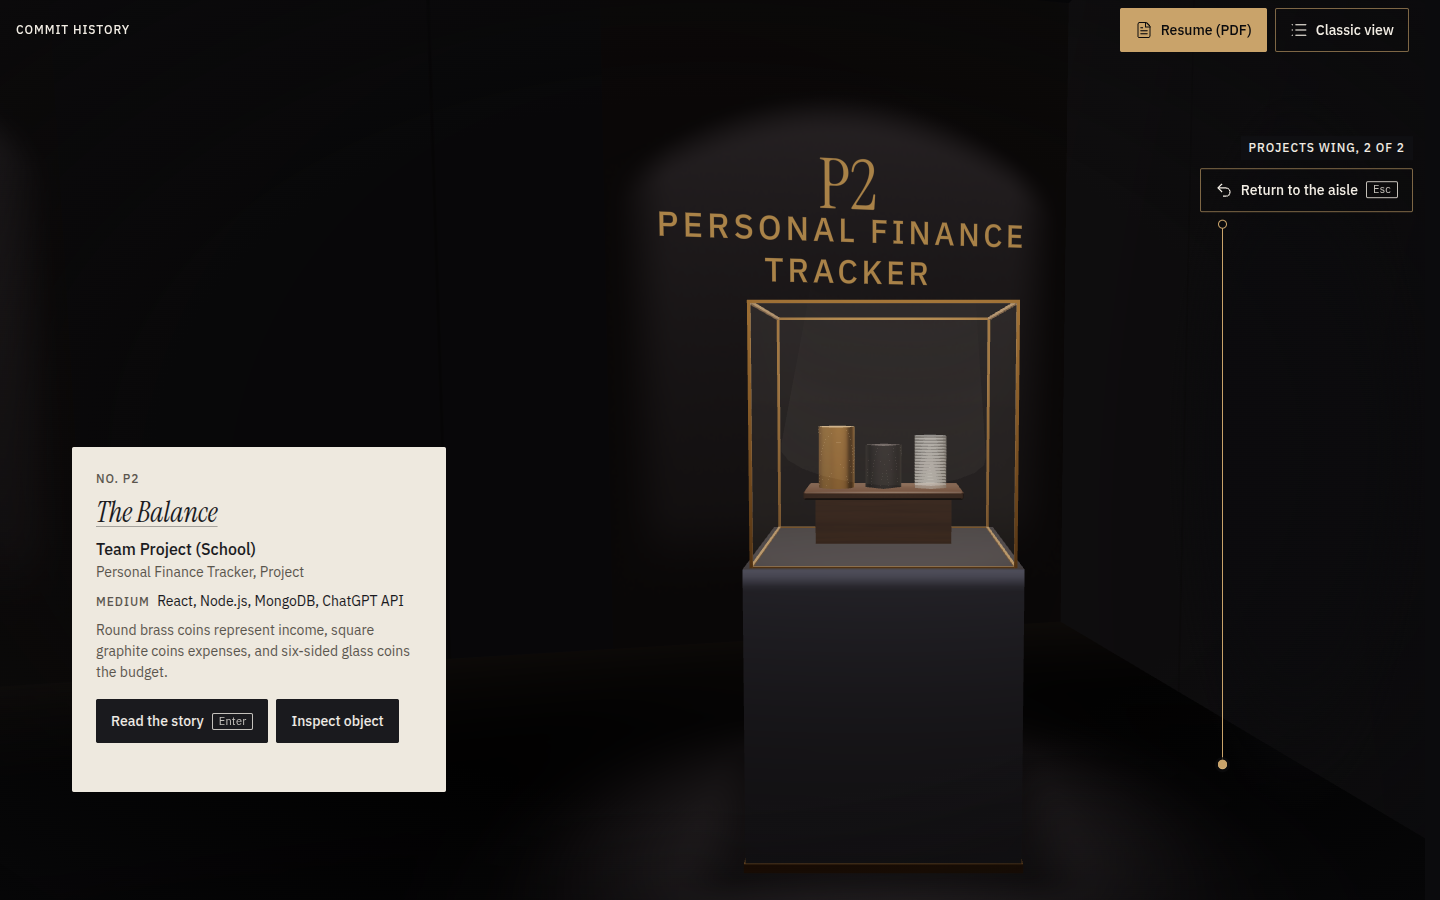 COMMIT HISTORY
Resume (PDF)
Classic view
PROJECTS WING, 2 OF 2
Return to the aisle Esc
P2
PERSONAL FINANCE
TRACKER
NO. P2
The Balance
Team Project (School)
Personal Finance Tracker, Project
MEDIUM React, Node.js, MongoDB, ChatGPT API
Round brass coins represent income, square
graphite coins expenses, and six-sided glass coins
the budget.
Read the story Enter
Inspect object